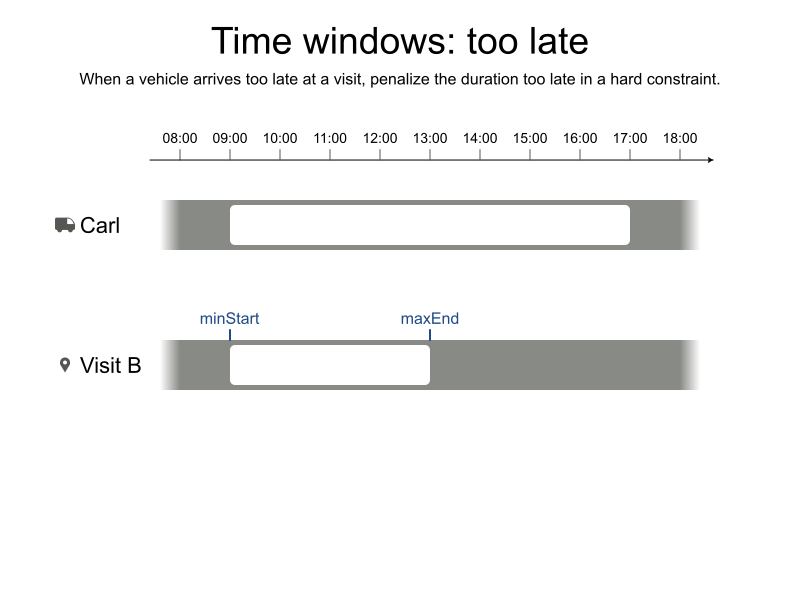 Time windows: too late
When a vehicle arrives too late at a visit, penalize the duration too late in a hard constraint.
08:00 09:00 10:00 11:00 12:00 13:00 14:00 15:00 16:00 17:00 18:00
Carl
minStart maxEnd
Visit B